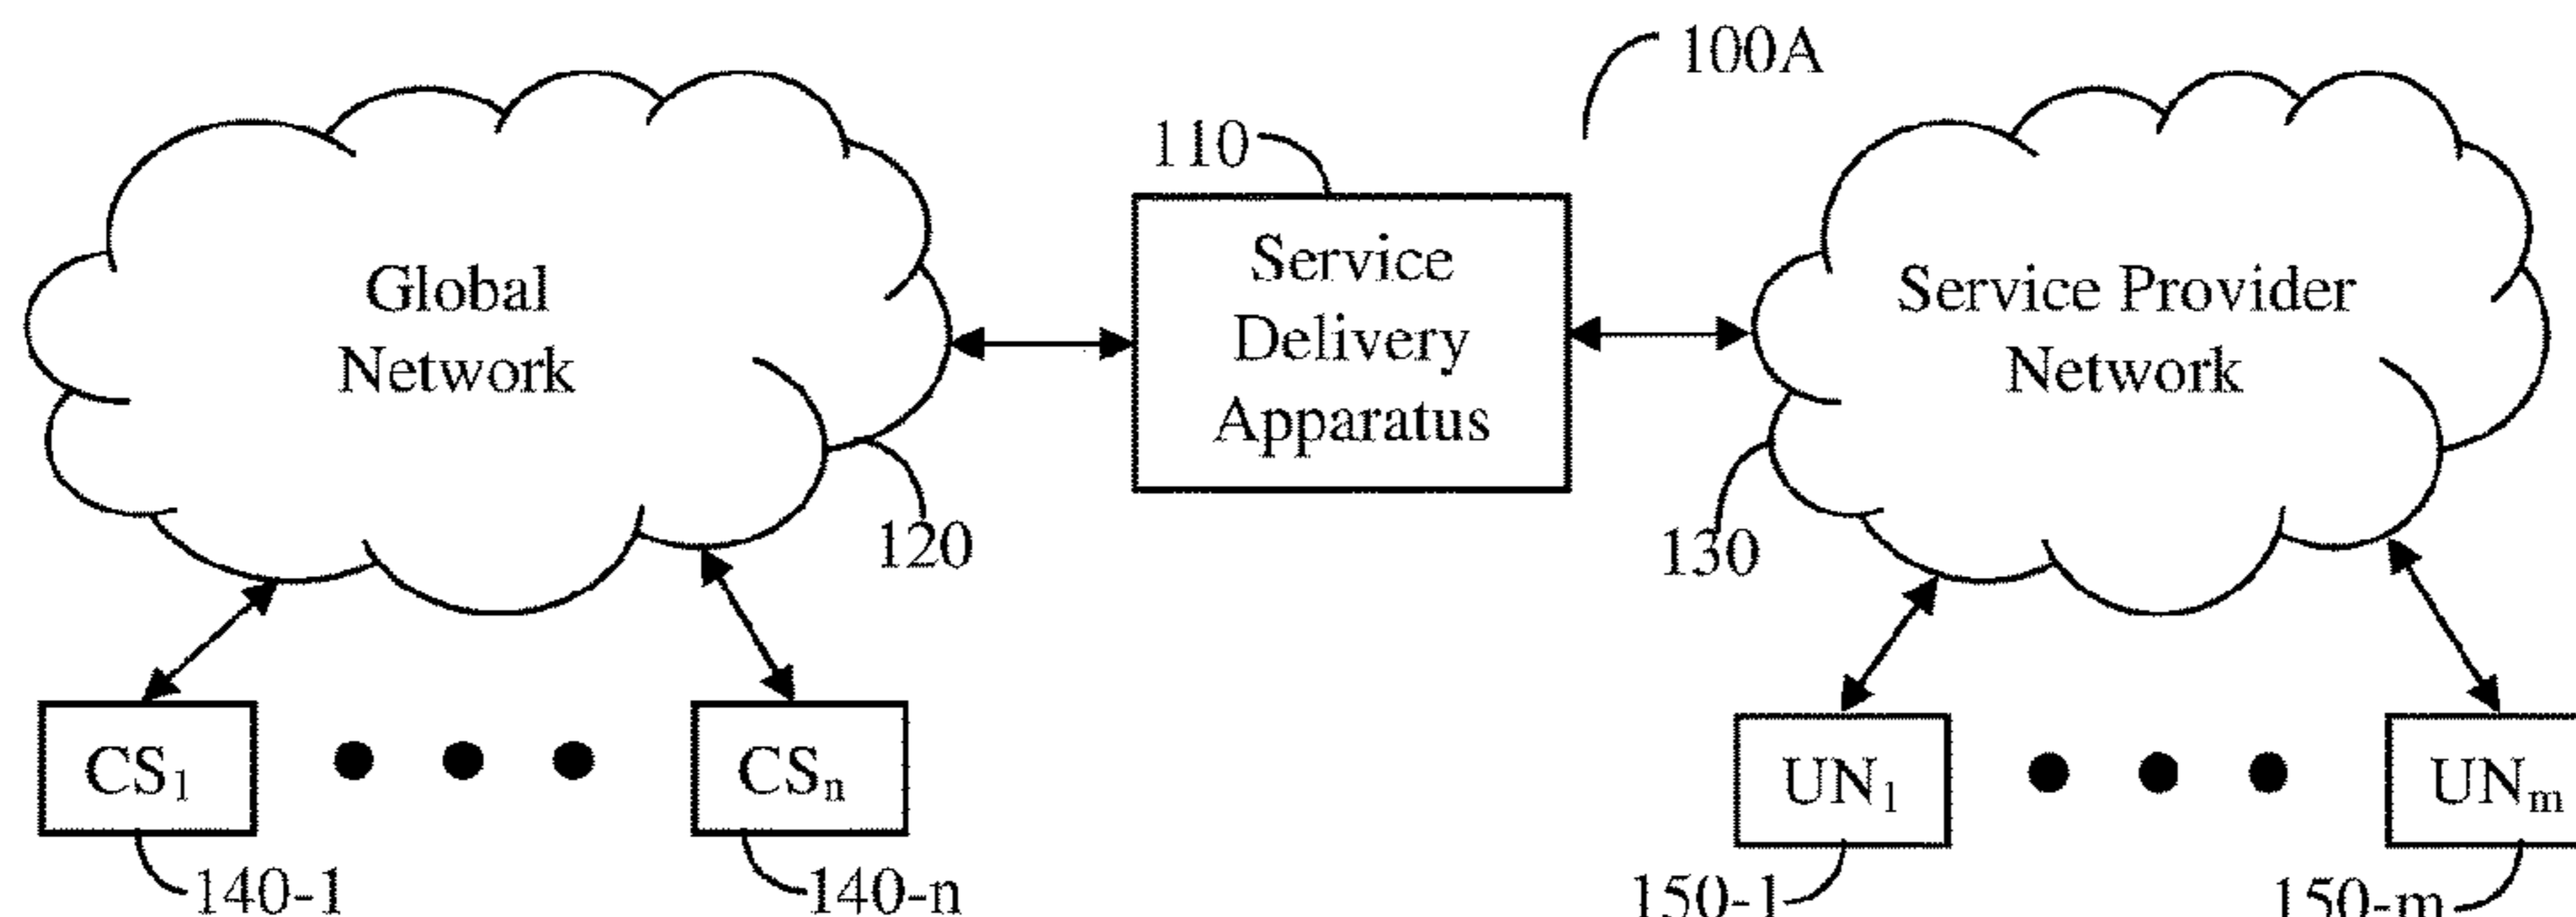 100A
110
Global
Network
Service
Delivery
Apparatus
Service Provider
Network
120
130
CS₁
CSₙ
UN₁
UNₘ
140-1
140-n
150-1
150-m